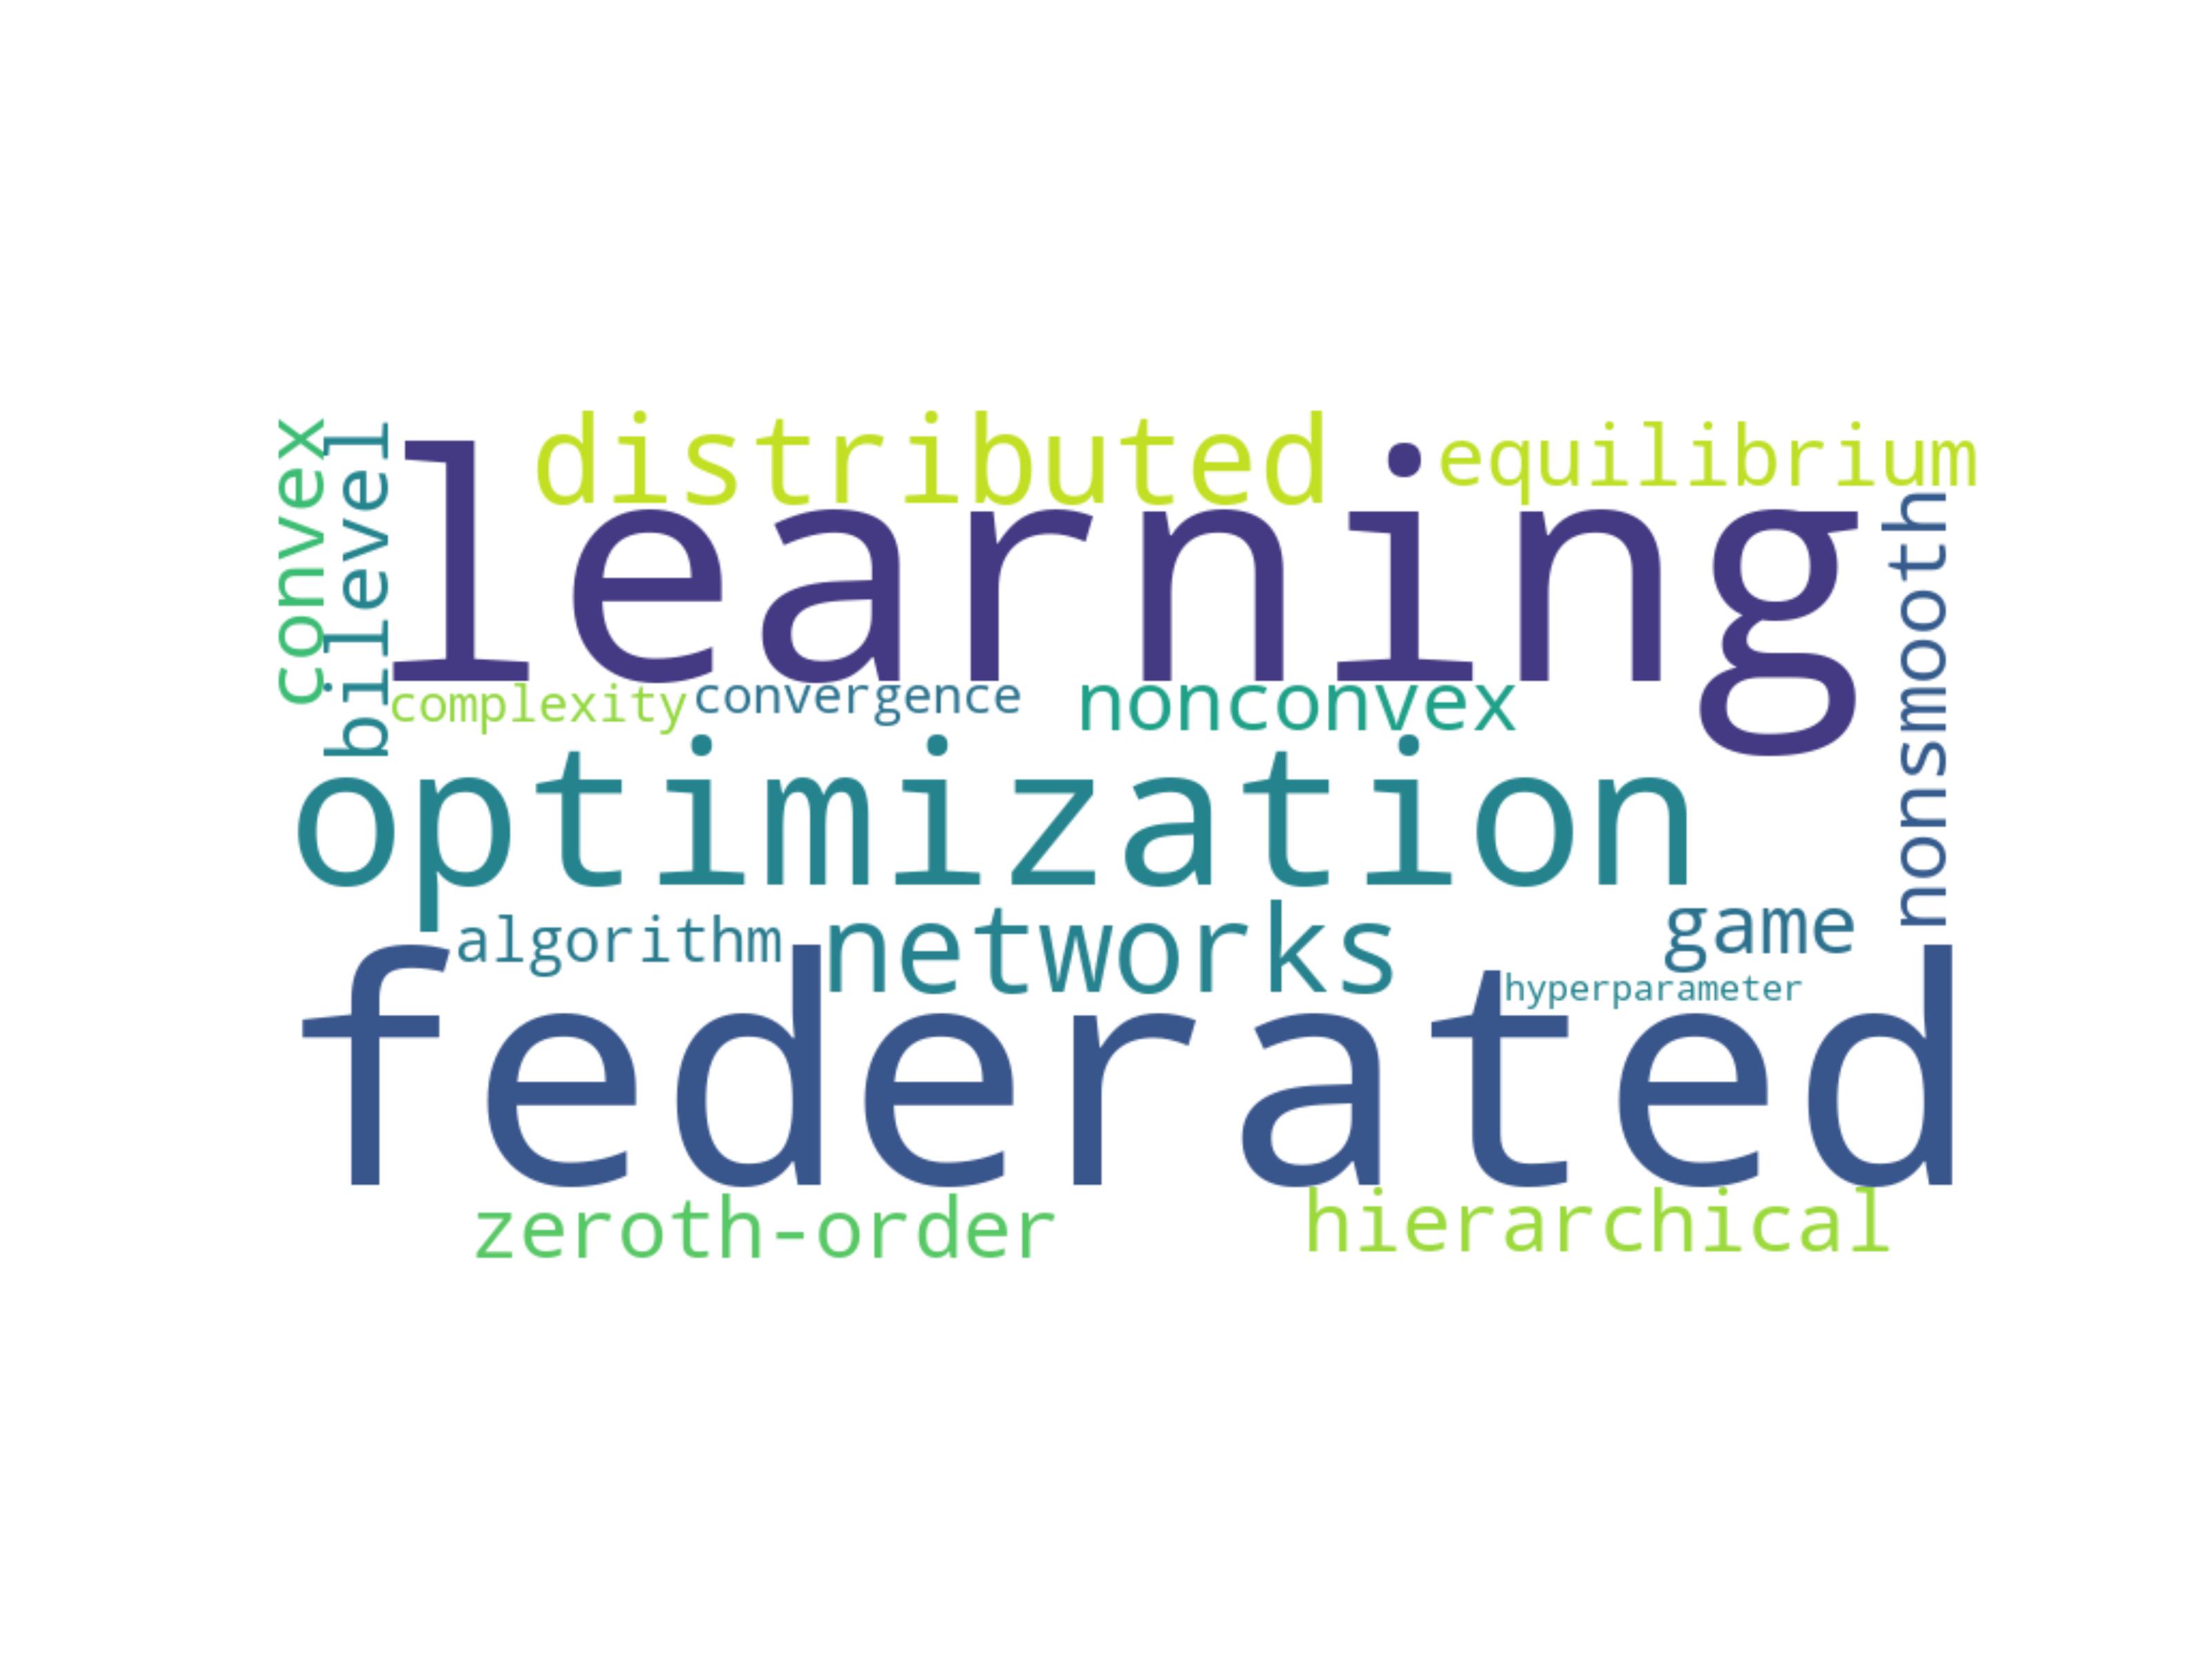 convex
bilevel
distributed
equilibrium
learning
nonsmooth
complexity
convergence
nonconvex
optimization
algorithm
networks
game
hyperparameter
federated
zeroth-order
hierarchical